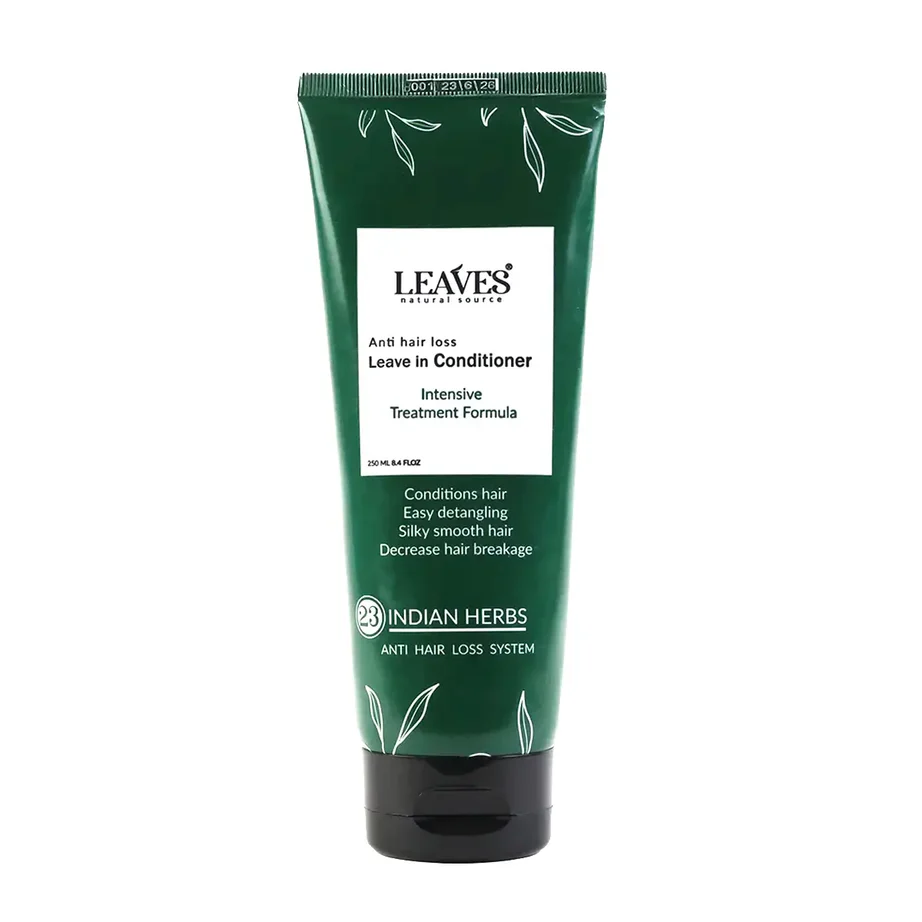 001 23\6\26
LEAVES®
natural source
Anti hair loss
Leave in Conditioner
Intensive
Treatment Formula
250 ML 8.4 FLOZ
Conditions hair
Easy detangling
Silky smooth hair
Decrease hair breakage
23 INDIAN HERBS
ANTI HAIR LOSS SYSTEM